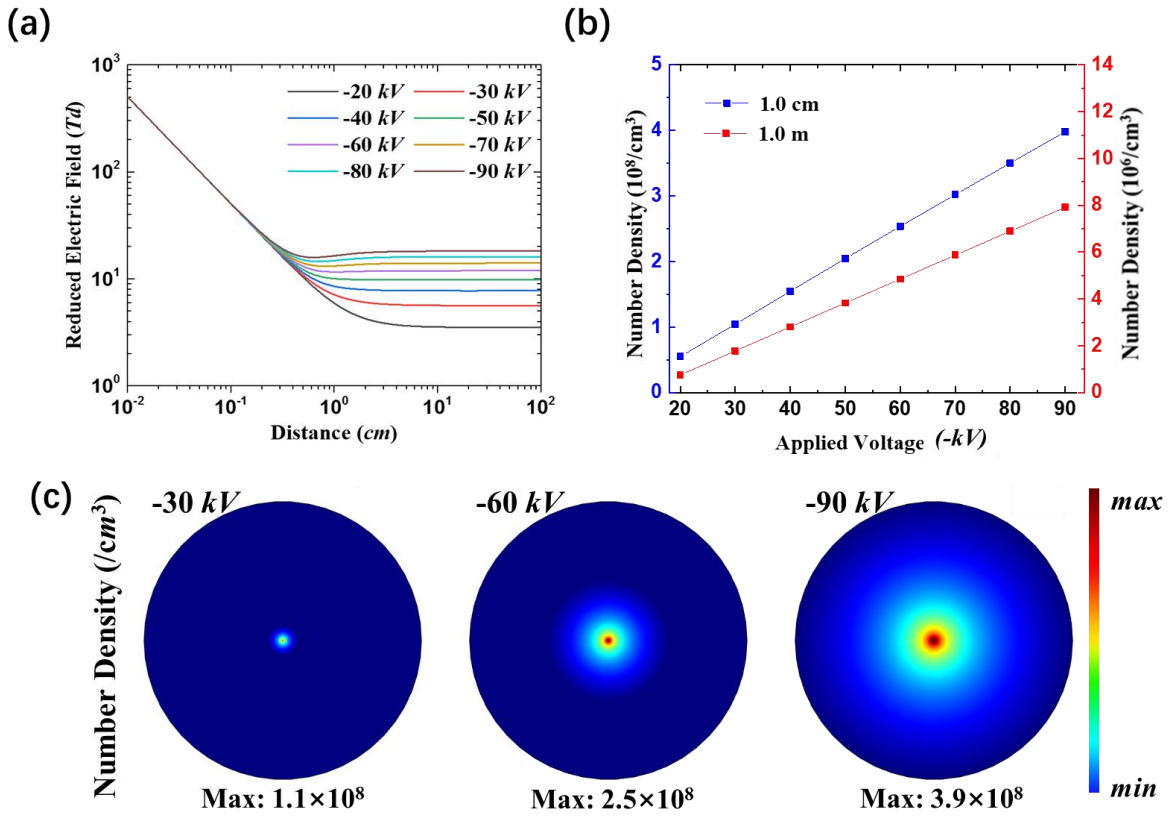 (a)
Reduced Electric Field (Td)
10³
10²
10¹
10⁰
-20 kV
-30 kV
-40 kV
-50 kV
-60 kV
-70 kV
-80 kV
-90 kV
10⁻²
10⁻¹
10⁰
10¹
10²
Distance (cm)
(b)
Number Density (10⁸/cm³)
5
4
3
2
1
0
1.0 cm
1.0 m
14
12
10
8
6
4
2
0
Number Density (10⁶/cm³)
20 30 40 50 60 70 80 90
Applied Voltage (-kV)
(c)
Number Density (/cm³)
-30 kV
-60 kV
-90 kV
max
min
Max: 1.1×10⁸
Max: 2.5×10⁸
Max: 3.9×10⁸